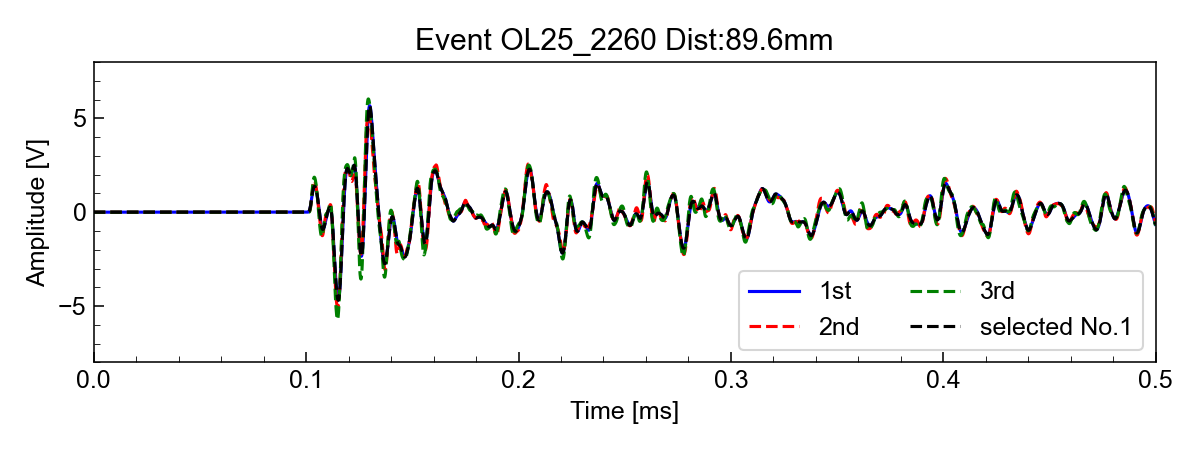 Event OL25_2260 Dist:89.6mm
Amplitude [V]
5
0
−5
1st
2nd
3rd
selected No.1
0.0 0.1 0.2 0.3 0.4 0.5
Time [ms]